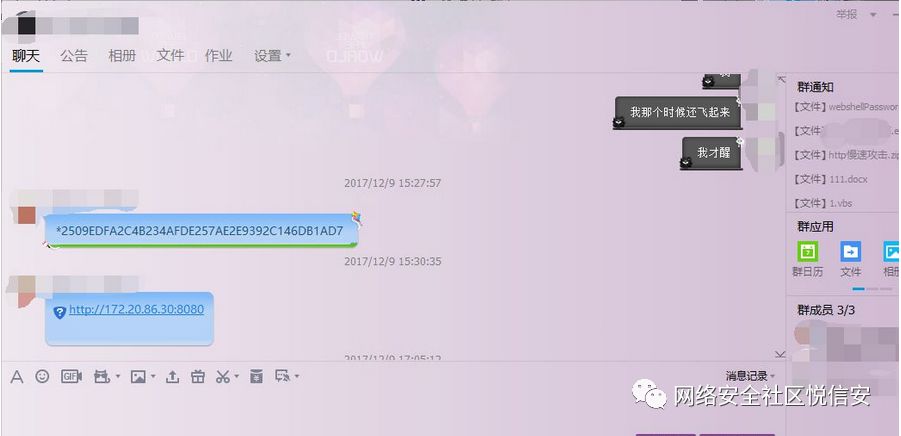 举报
聊天 公告 相册 文件 作业 设置
我那个时候还飞起来
我才醒
2017/12/9 15:27:57
*2509EDFA2C4B234AFDE257AE2E9392C146DB1AD7
2017/12/9 15:30:35
http://172.20.86.30:8080
2017/12/9 17:05:12
GIF
消息记录
群通知
【文件】webshellPasswor
【文件】
【文件】http慢速攻击.zip
【文件】111.docx
【文件】1.vbs
群应用
7
群日历 文件 相册
群成员 3/3
网络安全社区悦信安